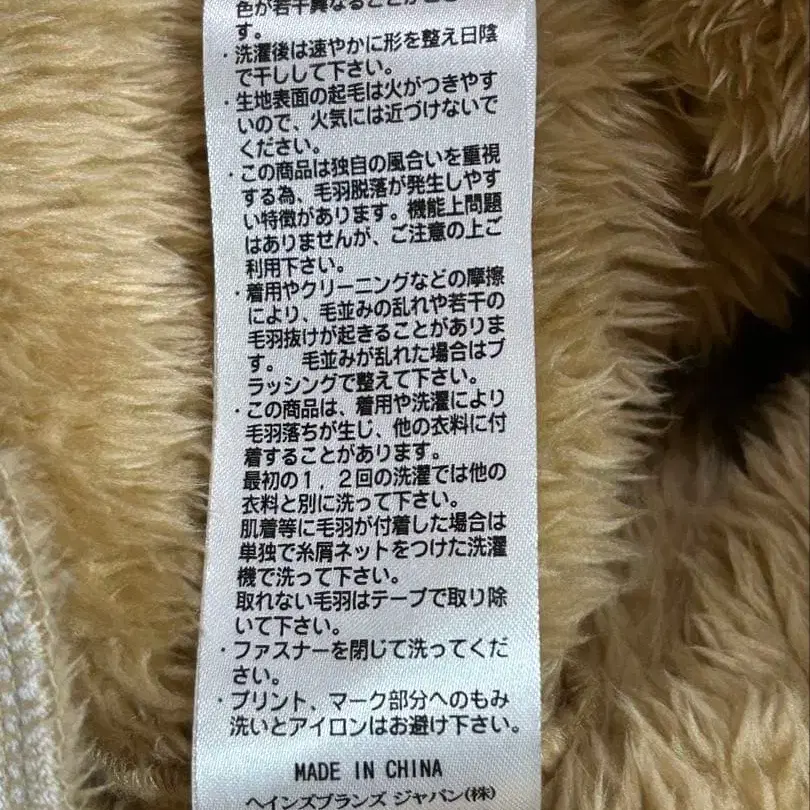 色が若干異なることがございま
す。
・洗濯後は速やかに形を整え日陰
で干しして下さい。
・生地表面の起毛は火がつきやす
いので、火気には近づけないで
ください。
・この商品は独自の風合いを重視
する為、毛羽脱落が発生しやす
い特徴があります。機能上問題
はありませんが、ご注意の上ご
利用下さい。
・着用やクリーニングなどの摩擦
により、毛並みの乱れや若干の
毛羽抜けが起きることがありま
す。 毛並みが乱れた場合はブ
ラッシングで整えて下さい。
・この商品は、着用や洗濯により
毛羽落ちが生じ、他の衣料に付
着することがあります。
最初の1，2回の洗濯では他の
衣料と別に洗って下さい。
肌着等に毛羽が付着した場合は
単独で糸屑ネットをつけた洗濯
機で洗って下さい。
取れない毛羽はテープで取り除
いて下さい。
・ファスナーを閉じて洗ってくだ
さい。
・プリント、マーク部分へのもみ
洗いとアイロンはお避け下さい。
MADE IN CHINA
ヘインズブランズ ジャパン(株)